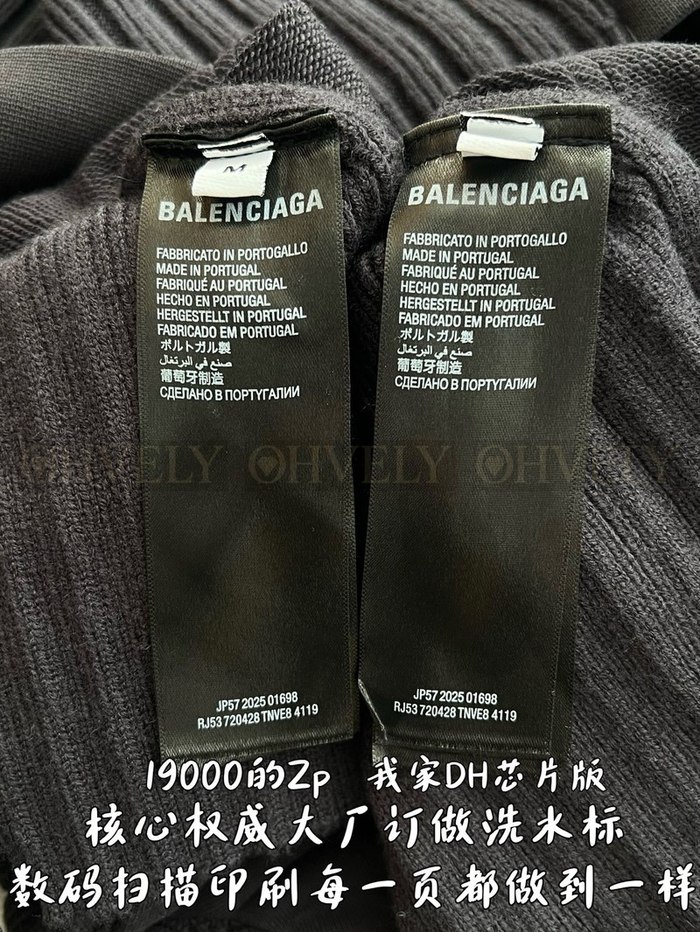 M
BALENCIAGA
FABBRICATO IN PORTOGALLO
MADE IN PORTUGAL
FABRIQUÉ AU PORTUGAL
HECHO EN PORTUGAL
HERGESTELLT IN PORTUGAL
FABRICADO EM PORTUGAL
ポルトガル製
صنع في البرتغال
葡萄牙制造
СДЕЛАНО В ПОРТУГАЛИИ
JP57 2025 01698
RJ53 720428 TNVE8 4119
BALENCIAGA
FABBRICATO IN PORTOGALLO
MADE IN PORTUGAL
FABRIQUÉ AU PORTUGAL
HECHO EN PORTUGAL
HERGESTELLT IN PORTUGAL
FABRICADO EM PORTUGAL
ポルトガル製
صنع في البرتغال
葡萄牙制造
СДЕЛАНО В ПОРТУГАЛИИ
JP57 2025 01698
RJ53 720428 TNVE8 4119
OHVELY OHVELY OHVELY
19000的Zp 我家DH芯片版
核心权威大厂订做洗水标
数码扫描印刷每一页都做到一样